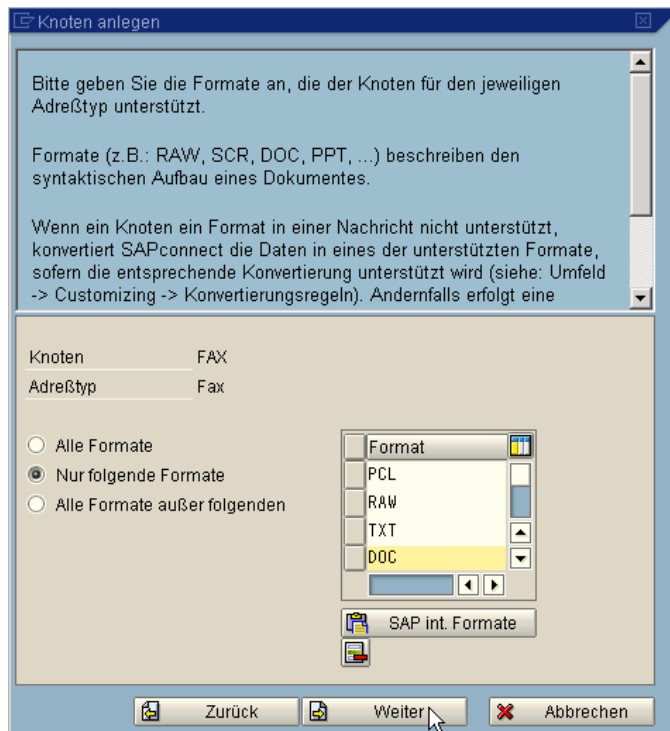 Knoten anlegen
Bitte geben Sie die Formate an, die der Knoten für den jeweiligen
Adreßtyp unterstützt.
Formate (z.B.: RAW, SCR, DOC, PPT, ...) beschreiben den
syntaktischen Aufbau eines Dokumentes.
Wenn ein Knoten ein Format in einer Nachricht nicht unterstützt,
konvertiert SAPconnect die Daten in eines der unterstützten Formate,
sofern die entsprechende Konvertierung unterstützt wird (siehe: Umfeld
-> Customizing -> Konvertierungsregeln). Andernfalls erfolgt eine
Knoten FAX
Adreßtyp Fax
Alle Formate
Nur folgende Formate
Alle Formate außer folgenden
Format
PCL
RAW
TXT
DOC
SAP int. Formate
Zurück Weiter Abbrechen